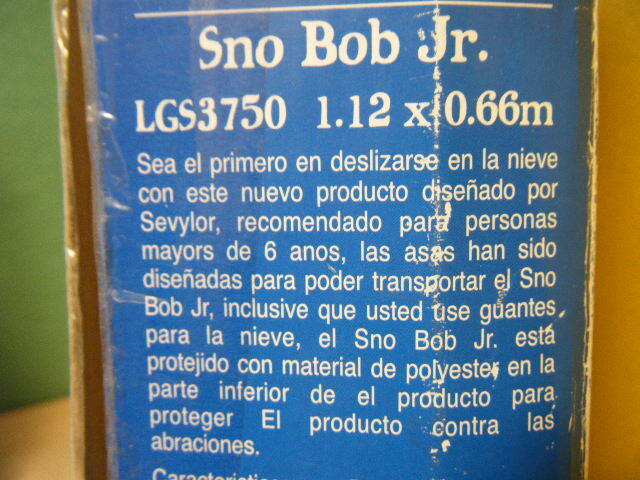 Sno Bob Jr.
LGS3750 1.12 x 0.66m
Sea el primero en deslizarse en la nieve
con este nuevo producto diseñado por
Sevylor, recomendado para personas
mayors de 6 anos, las asas han sido
diseñadas para poder transportar el Sno
Bob Jr, inclusive que usted use guantes
para la nieve, el Sno Bob Jr. está
protejido con material de polyester en la
parte inferior de el producto para
proteger El producto contra las
abraciones.